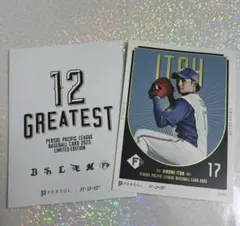 12
GREATEST
PERSOL PACIFIC LEAGUE
BASEBALL CARD 2025
LIMITED EDITION
PERSOL
ITOH
F
HIROMI ITOH
PERSOL PACIFIC LEAGUE
BASEBALL CARD 2025
17
PERSOL